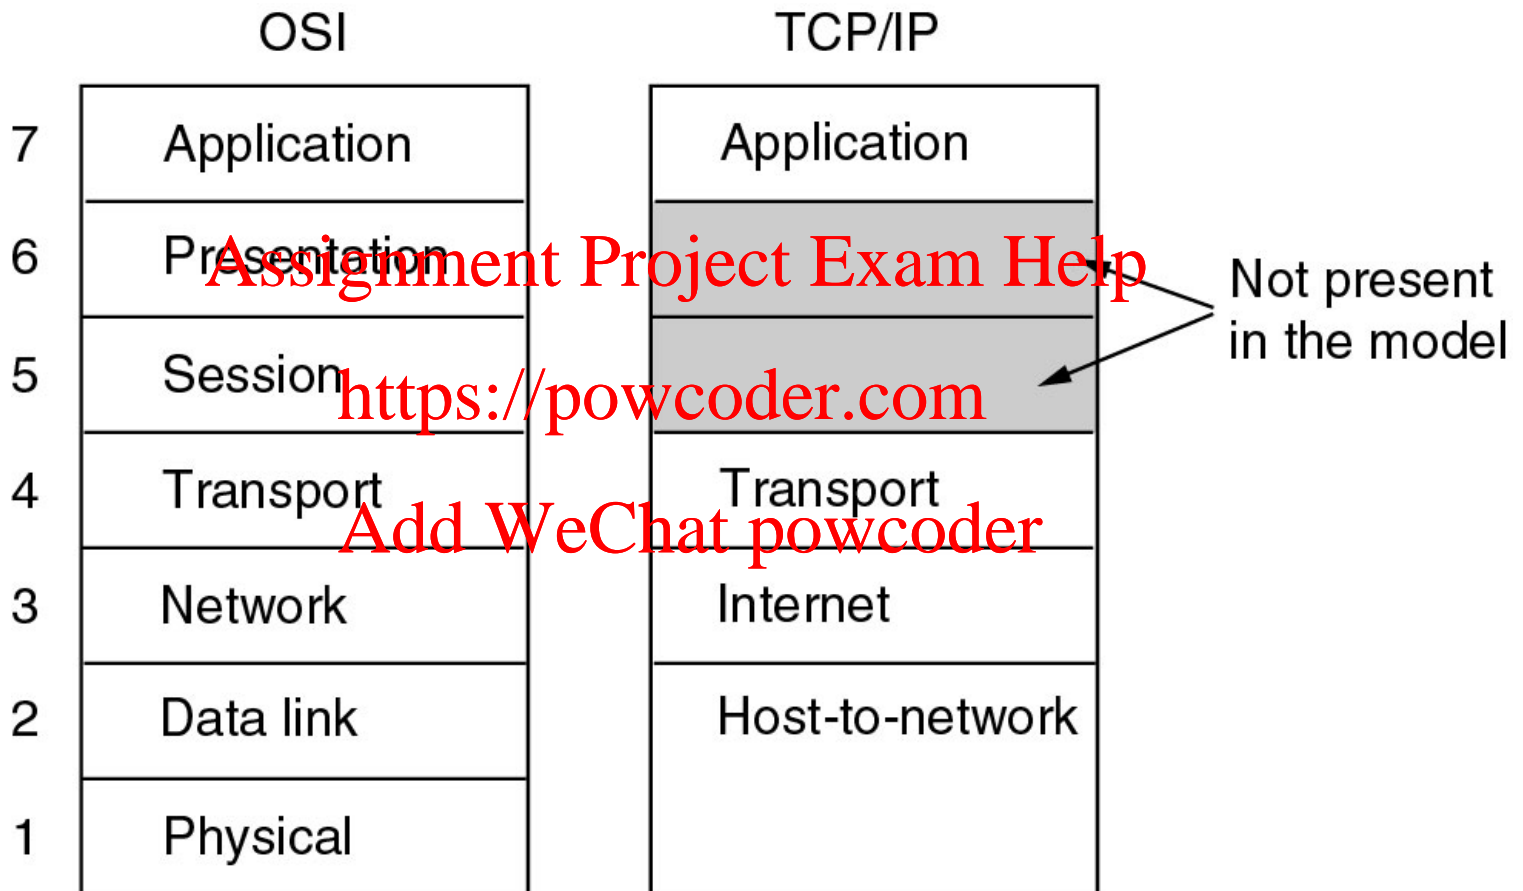 OSI TCP/IP
7 Application Application
6 Presentation
Assignment Project Exam Help
Not present
in the model
5 Session
https://powcoder.com
4 Transport Transport
Add WeChat powcoder
3 Network Internet
2 Data link Host-to-network
1 Physical